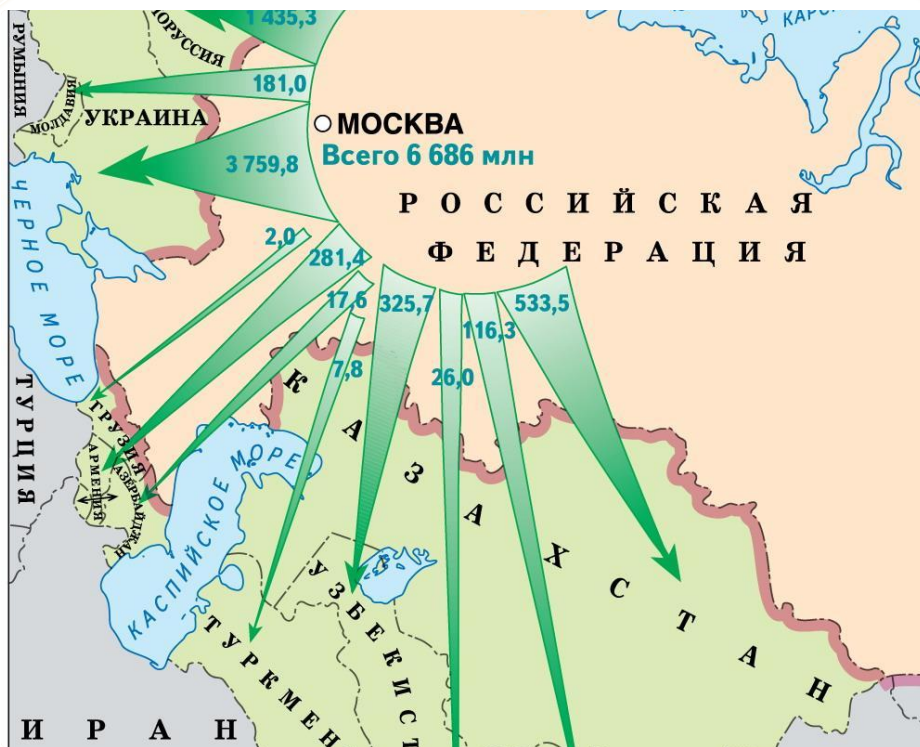 1 435,3
ПОРУССИЯ
КАРС
РУМЫНИЯ
181,0
МОЛДАВИЯ
УКРАИНА
МОСКВА
Всего 6 686 млн
3 759,8
РОССИЙСКАЯ
ФЕДЕРАЦИЯ
ЧЕРНОЕ МОРЕ
2,0
281,4
17,6
325,7
533,5
116,3
7,8
26,0
ТУРЦИЯ
ГРУЗИЯ
АРМЕНИЯ
АЗЕРБАЙДЖАН
КАСПИЙСКОЕ МОРЕ
КАЗАХСТАН
УЗБЕКИСТ
ТУРКМЕН
ИРАН